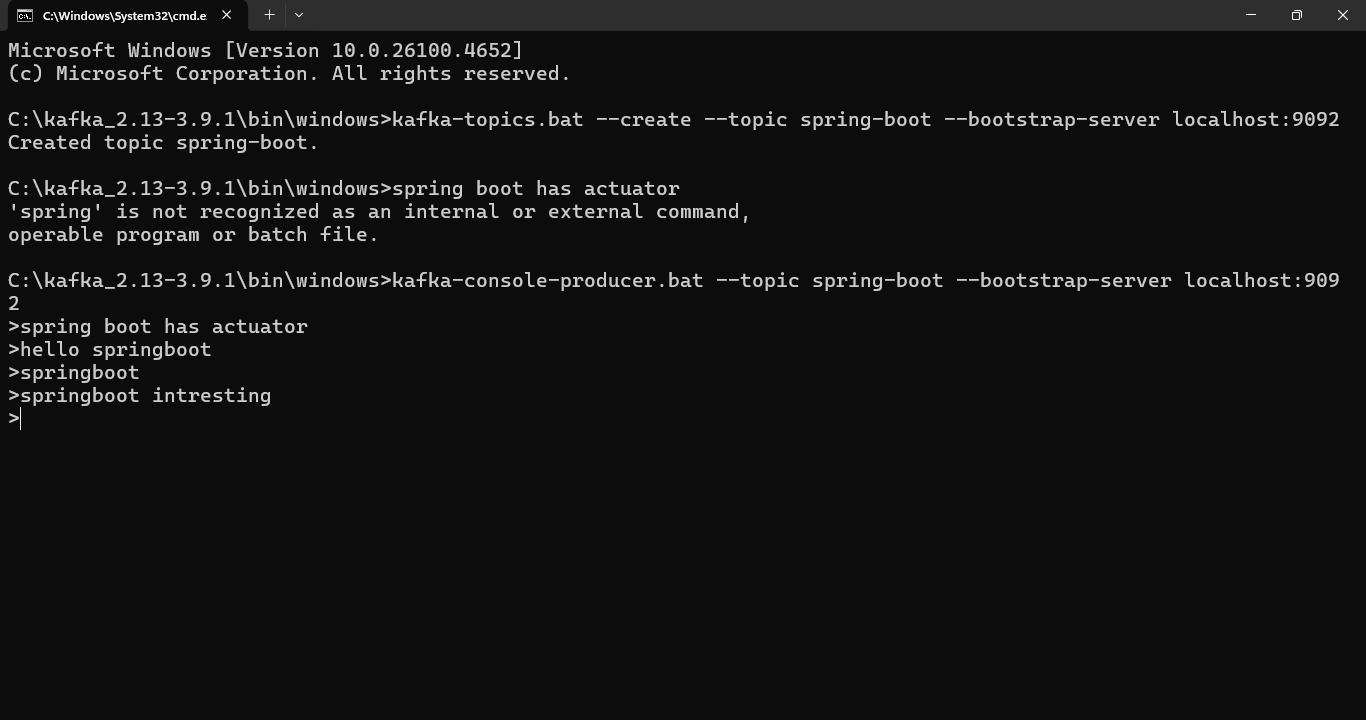 C:\Windows\System32\cmd.e
Microsoft Windows [Version 10.0.26100.4652]
(c) Microsoft Corporation. All rights reserved.
C:\kafka_2.13-3.9.1\bin\windows>kafka-topics.bat --create --topic spring-boot --bootstrap-server localhost:9092
Created topic spring-boot.
C:\kafka_2.13-3.9.1\bin\windows>spring boot has actuator
'spring' is not recognized as an internal or external command,
operable program or batch file.
C:\kafka_2.13-3.9.1\bin\windows>kafka-console-producer.bat --topic spring-boot --bootstrap-server localhost:909
2
>spring boot has actuator
>hello springboot
>springboot
>springboot intresting
>